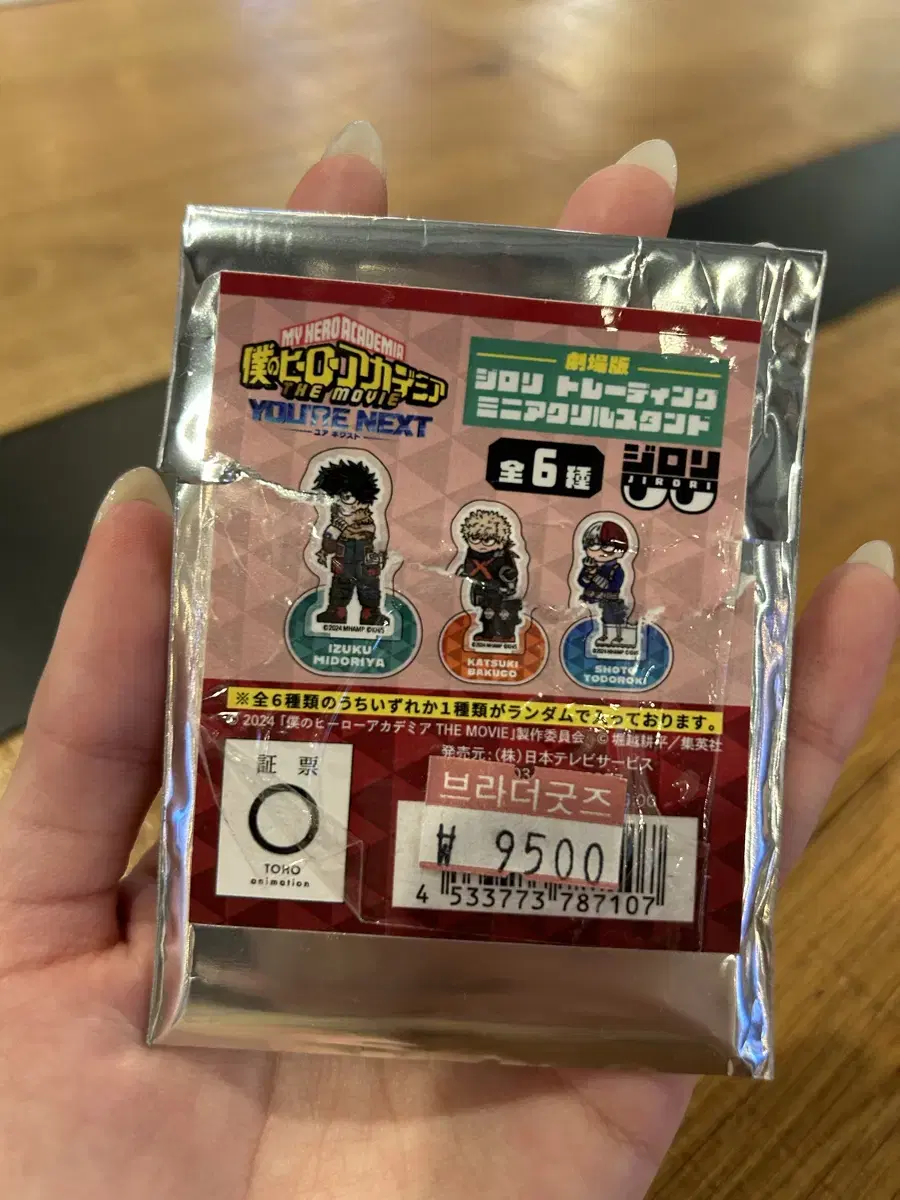 MY HERO ACADEMIA
僕のヒーローアカデミア
THE MOVIE
YOU'RE NEXT
ユア ネクスト
劇場版
ジロリ トレーディング
ミニアクリルスタンド
全6種
ジロリ
JIRORI
©2024 MHAMP ©KH/S
IZUKU
MIDORIYA
KATSUKI
BAKUGO
SHOTO
TODOROKI
※全6種類のうちいずれか1種類がランダムで入っております。
© 2024 「僕のヒーローアカデミア THE MOVIE」製作委員会 © 堀越耕平/集英社
発売元:(株)日本テレビサービス
証票
TOHO
animation
브라더굿즈
₩ 9500
4 533773 787107